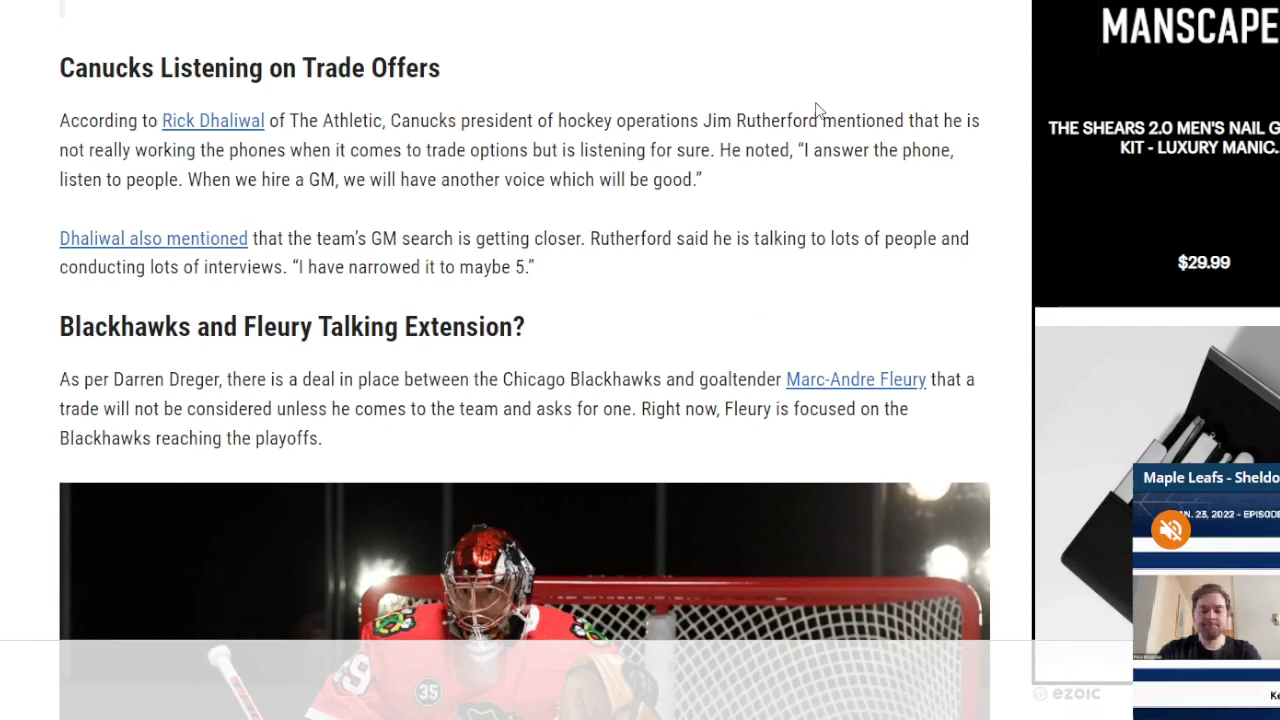 Canucks Listening on Trade Offers
According to Rick Dhaliwal of The Athletic, Canucks president of hockey operations Jim Rutherford mentioned that he is
not really working the phones when it comes to trade options but is listening for sure. He noted, “I answer the phone,
listen to people. When we hire a GM, we will have another voice which will be good.”
Dhaliwal also mentioned that the team’s GM search is getting closer. Rutherford said he is talking to lots of people and
conducting lots of interviews. “I have narrowed it to maybe 5.”
Blackhawks and Fleury Talking Extension?
As per Darren Dreger, there is a deal in place between the Chicago Blackhawks and goaltender Marc-Andre Fleury that a
trade will not be considered unless he comes to the team and asks for one. Right now, Fleury is focused on the
Blackhawks reaching the playoffs.
35
MANSCAPE
THE SHEARS 2.0 MEN'S NAIL G
KIT - LUXURY MANIC...
$29.99
Maple Leafs - Sheldo
AN. 23, 2022 - EPISODE
Ke
ezoic